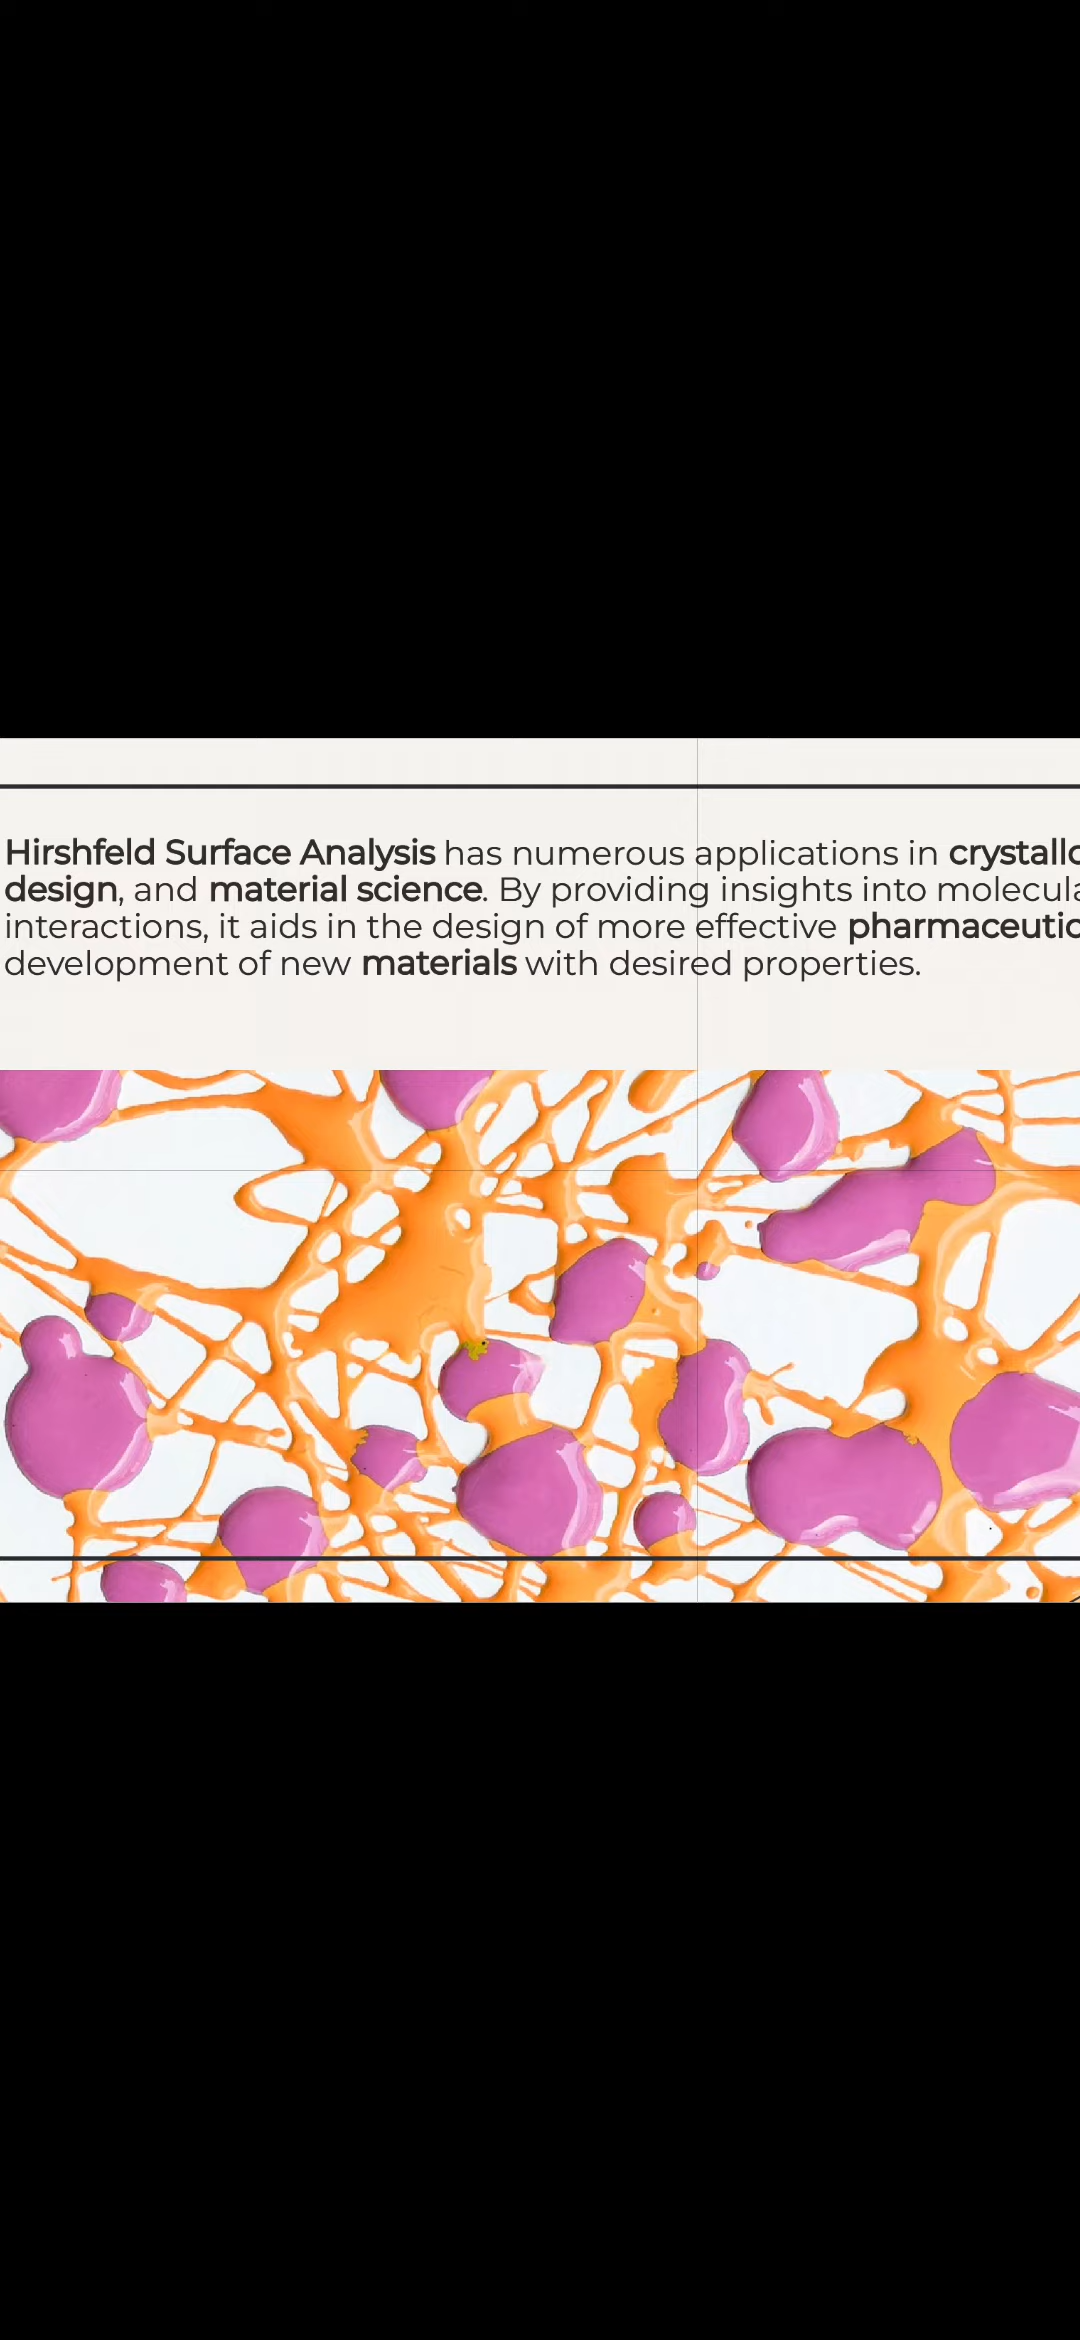 Hirshfeld Surface Analysis has numerous applications in
design, and material science. By providing insights into
interactions, it aids in the design of more effective
development of new materials with desired properties.